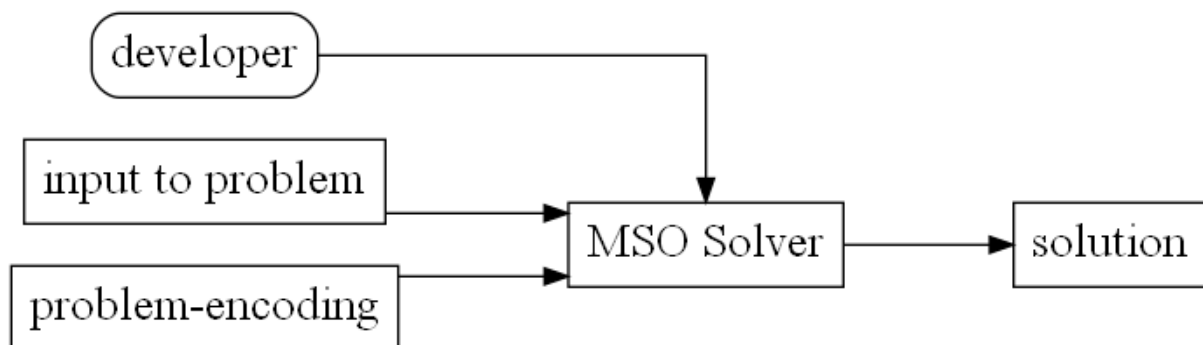 developer
input to problem
MSO Solver
solution
problem-encoding